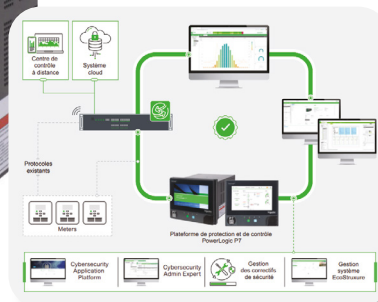 Centre de
contrôle
à distance
Système
cloud
Protocoles
existants
Meters
Plateforme de protection et de contrôle
PowerLogic P7
Cybersecurity
Application
Platform
Cybersecurity
Admin Expert
Gestion
des correctifs
de sécurité
Gestion
système
EcoStruxure